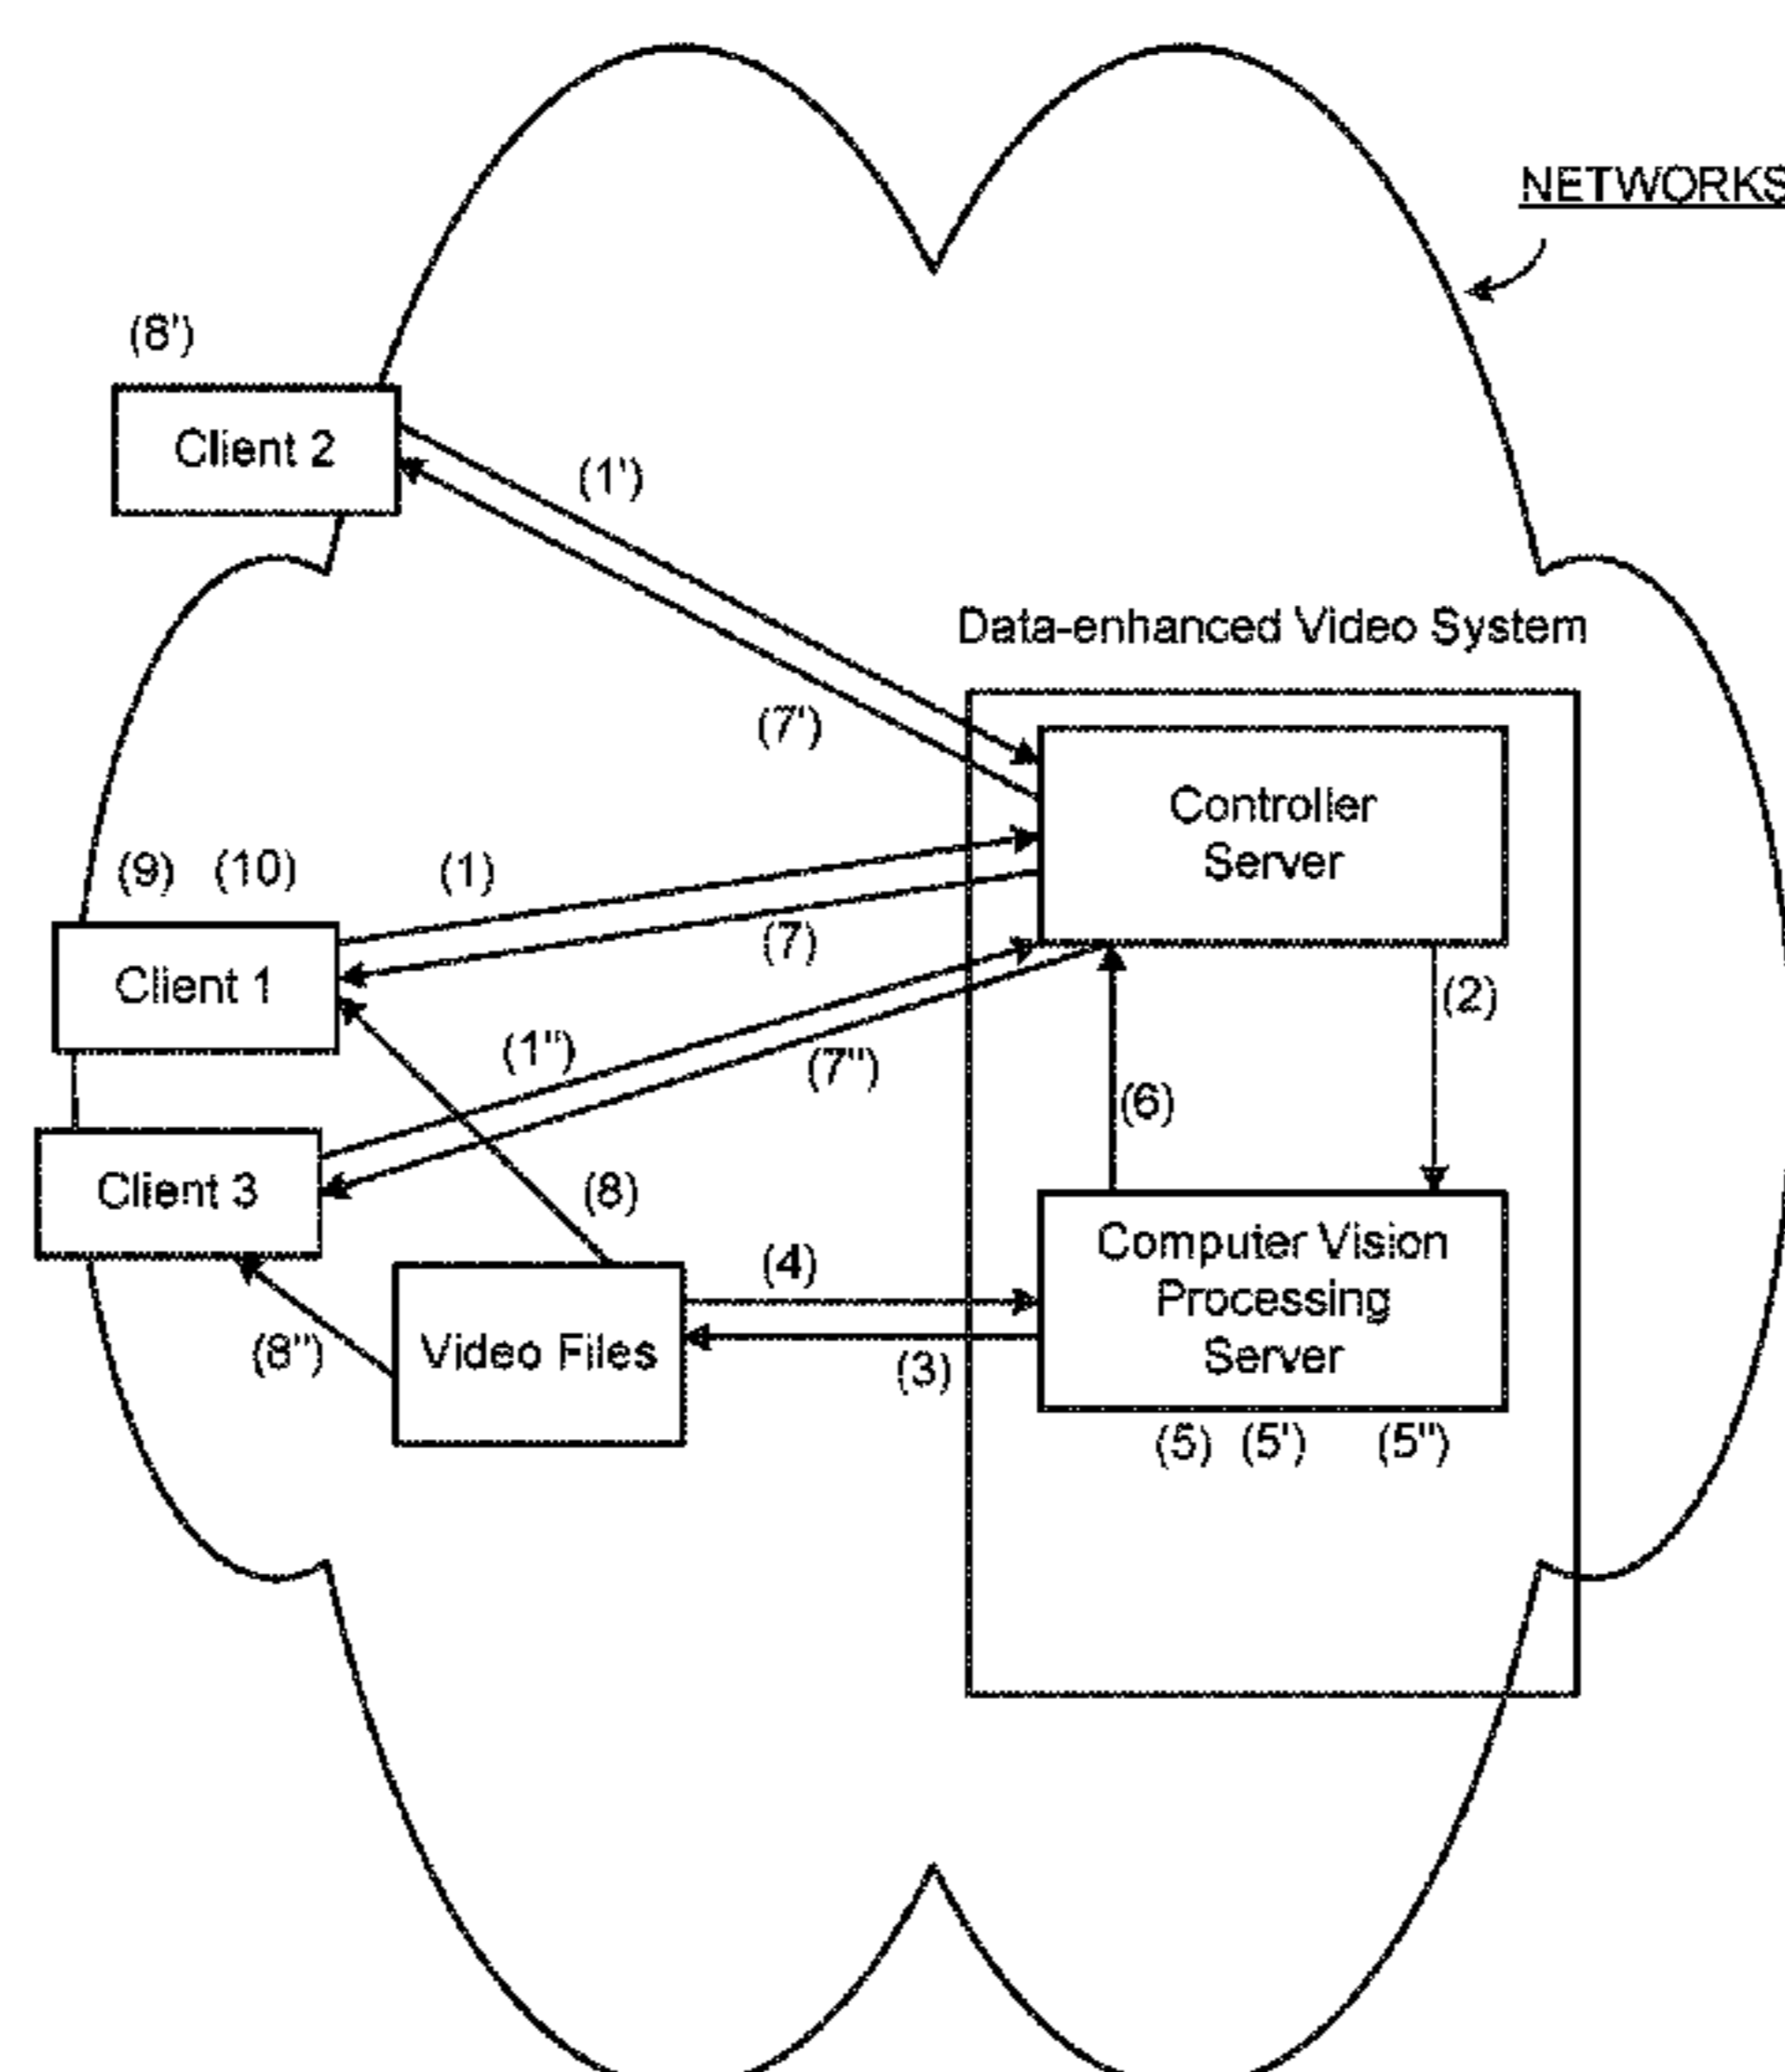 NETWORKS
(8')
Client 2
(1')
(7')
Data-enhanced Video System
Controller
Server
(9) (10) (1)
(7)
Client 1
(2)
(1")
(7")
(6)
Client 3
(8)
(4)
Computer Vision
Processing
Server
(8")
Video Files
(3)
(5) (5') (5")